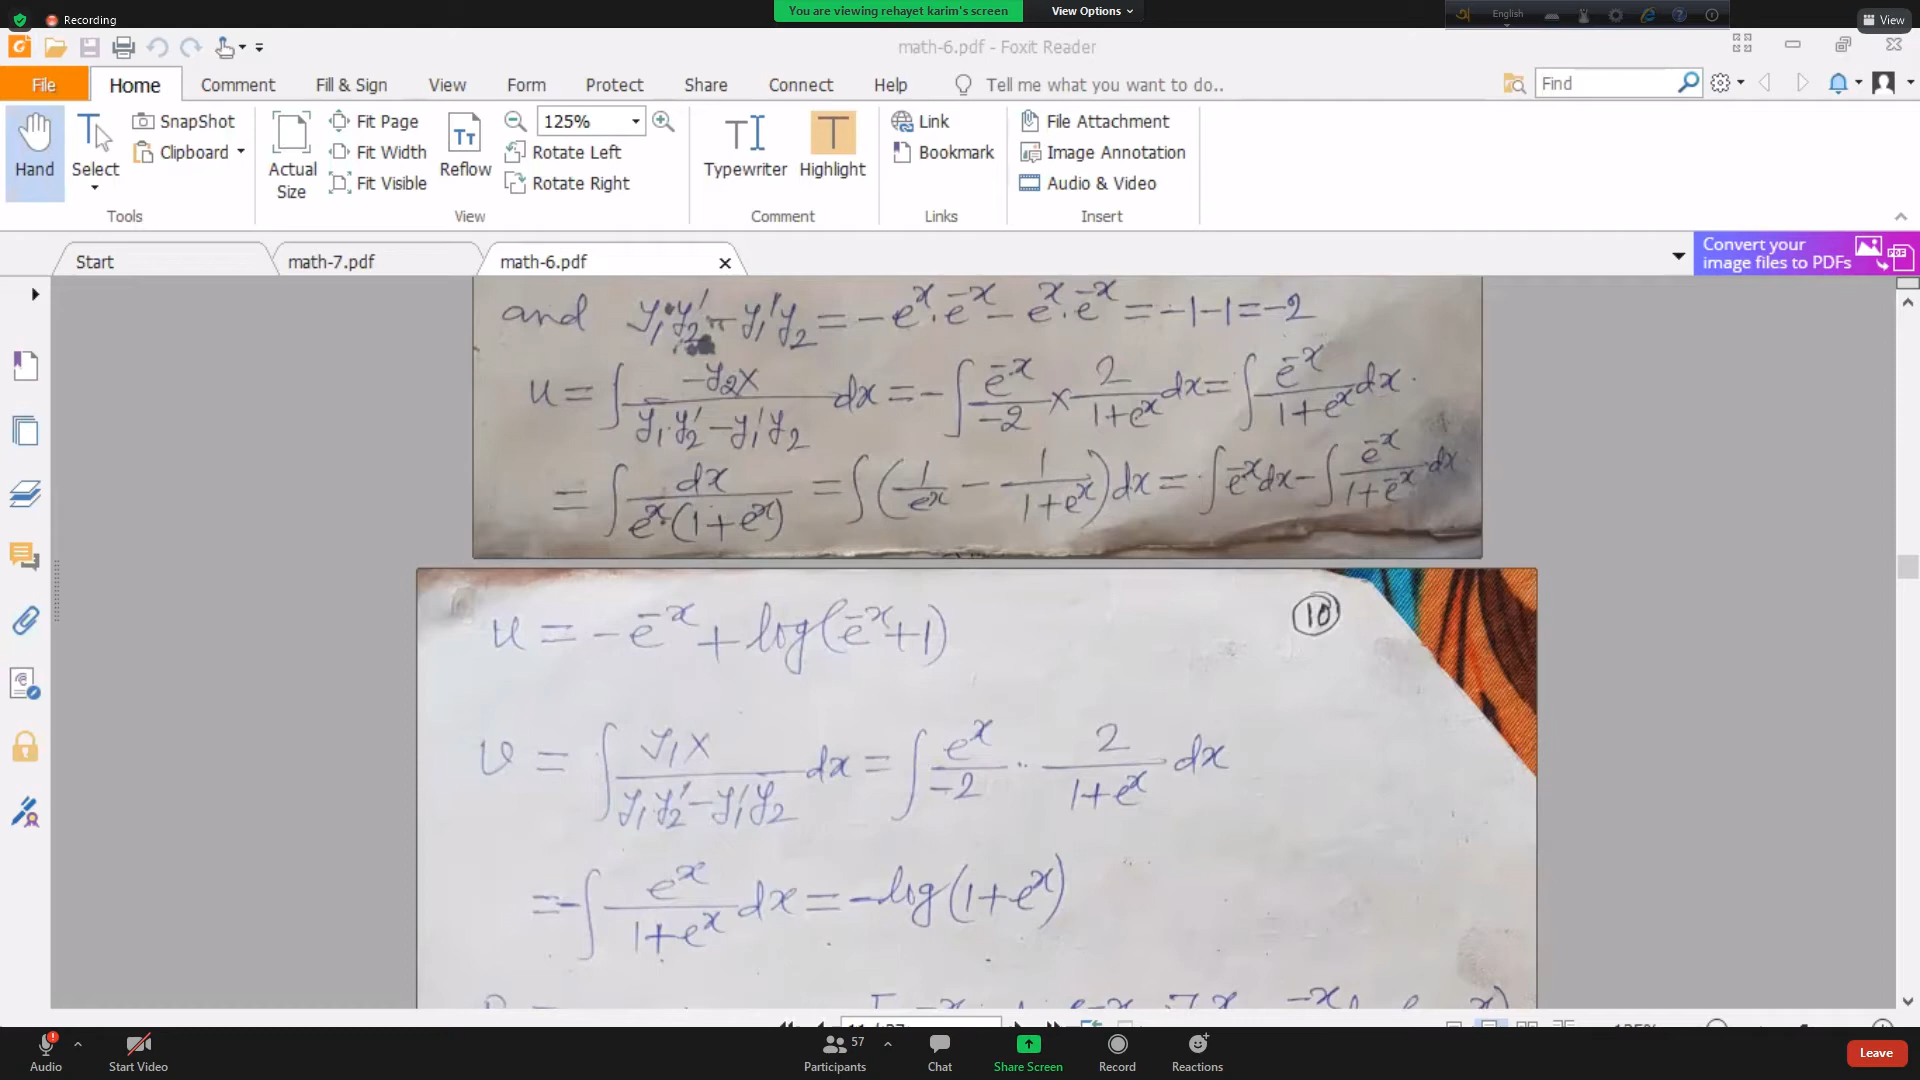 Recording
You are viewing rehayet karim's screen
View Options
English
View
math-6.pdf - Foxit Reader
File
Home
Comment
Fill & Sign
View
Form
Protect
Share
Connect
Help
Tell me what you want to do..
Find
Hand
Select
SnapShot
Clipboard
Tools
Actual Size
Fit Page
Fit Width
Fit Visible
Reflow
125%
Rotate Left
Rotate Right
View
Typewriter
Highlight
Comment
Link
Bookmark
Links
File Attachment
Image Annotation
Audio & Video
Insert
Start
math-7.pdf
math-6.pdf
Convert your
image files to PDFs
and y₁y₂′ - y₁′y₂ = -eˣ.e⁻ˣ - eˣ.e⁻ˣ = -1-1 = -2
u = ∫ -y₂X / (y₁y₂′ - y₁′y₂) dx = -∫ e⁻ˣ/-2 × 2/(1+eˣ) dx = ∫ e⁻ˣ/(1+eˣ) dx.
= ∫ dx / eˣ(1+eˣ) = ∫ (1/eˣ - 1/(1+eˣ)) dx = ∫ e⁻ˣ dx - ∫ e⁻ˣ/(1+e⁻ˣ) dx
10
u = -e⁻ˣ + log(e⁻ˣ+1)
v = ∫ y₁X / (y₁y₂′ - y₁′y₂) dx = ∫ eˣ/-2 . 2/(1+eˣ) dx
= -∫ eˣ/(1+eˣ) dx = -log(1+eˣ)
11 / 27
125%
Audio
Start Video
57
Participants
Chat
Share Screen
Record
Reactions
Leave